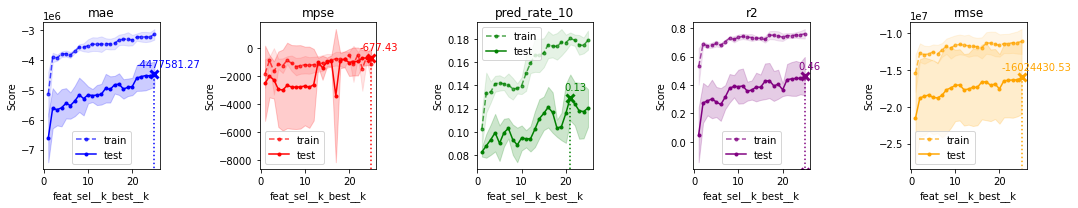 mae
1e6
Score
−3
−4
−5
−6
−7
-4477581.27
train
test
0
10
20
feat_sel__k_best__k
mpse
Score
0
−2000
−4000
−6000
−8000
-677.43
train
test
0
10
20
feat_sel__k_best__k
pred_rate_10
Score
0.18
0.16
0.14
0.12
0.10
0.08
0.13
train
test
0
10
20
feat_sel__k_best__k
r2
Score
0.8
0.6
0.4
0.2
0.0
0.46
train
test
0
10
20
feat_sel__k_best__k
rmse
1e7
Score
−1.0
−1.5
−2.0
−2.5
-16024430.53
train
test
0
10
20
feat_sel__k_best__k